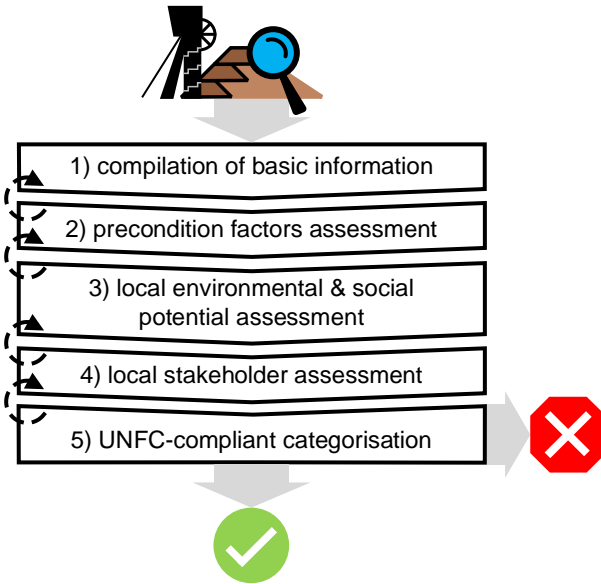 1) compilation of basic information
2) precondition factors assessment
3) local environmental & social
potential assessment
4) local stakeholder assessment
5) UNFC-compliant categorisation